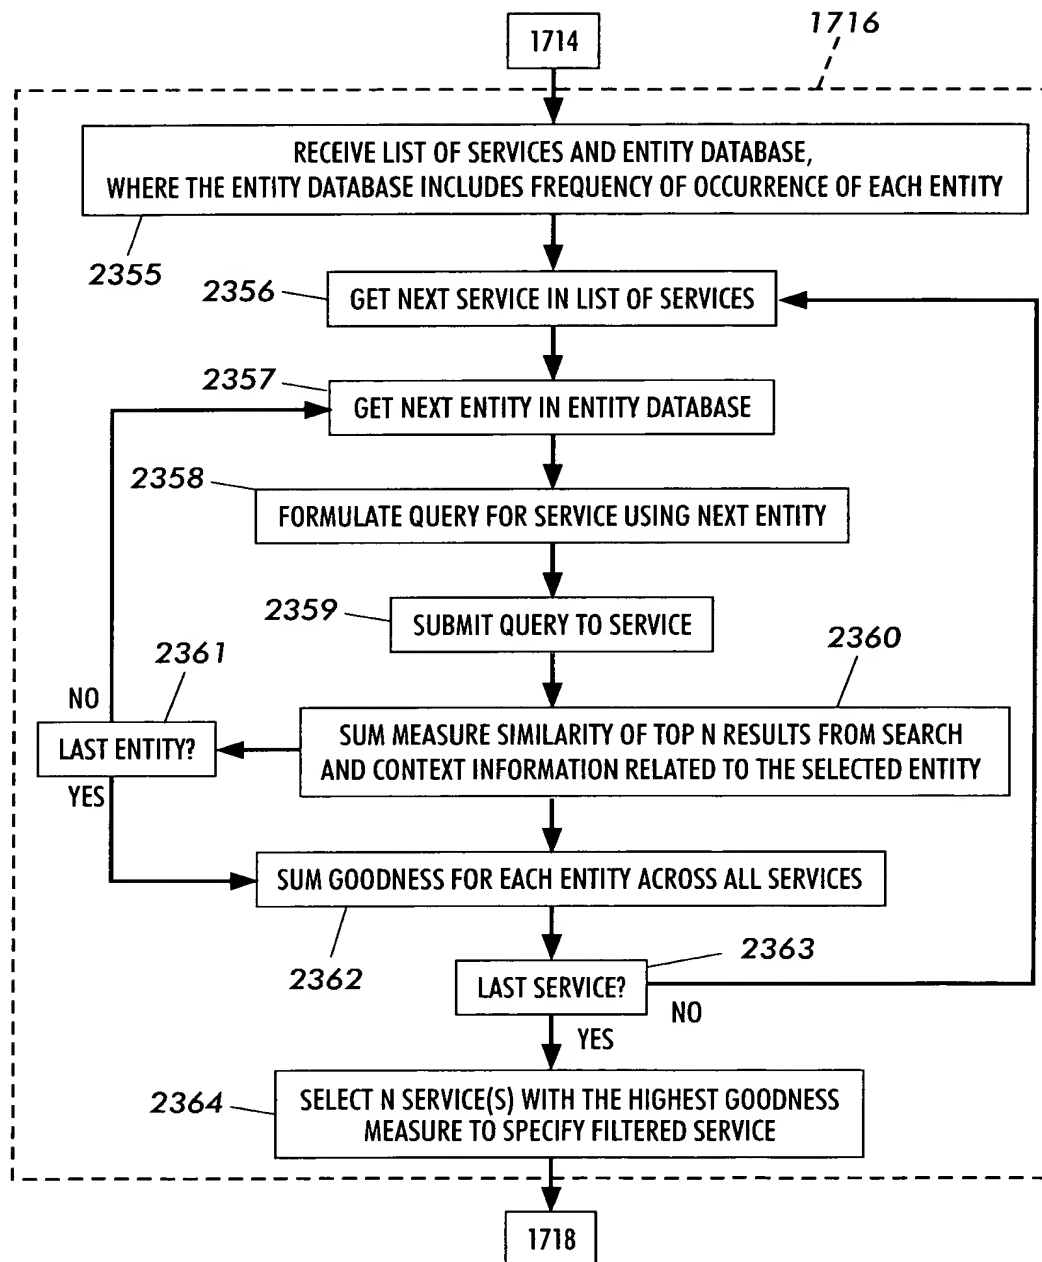 1714
1716
RECEIVE LIST OF SERVICES AND ENTITY DATABASE,
WHERE THE ENTITY DATABASE INCLUDES FREQUENCY OF OCCURRENCE OF EACH ENTITY
2355
2356
GET NEXT SERVICE IN LIST OF SERVICES
2357
GET NEXT ENTITY IN ENTITY DATABASE
2358
FORMULATE QUERY FOR SERVICE USING NEXT ENTITY
2359
SUBMIT QUERY TO SERVICE
2360
2361
NO
LAST ENTITY?
YES
SUM MEASURE SIMILARITY OF TOP N RESULTS FROM SEARCH
AND CONTEXT INFORMATION RELATED TO THE SELECTED ENTITY
SUM GOODNESS FOR EACH ENTITY ACROSS ALL SERVICES
2362
2363
LAST SERVICE?
NO
YES
2364
SELECT N SERVICE(S) WITH THE HIGHEST GOODNESS
MEASURE TO SPECIFY FILTERED SERVICE
1718